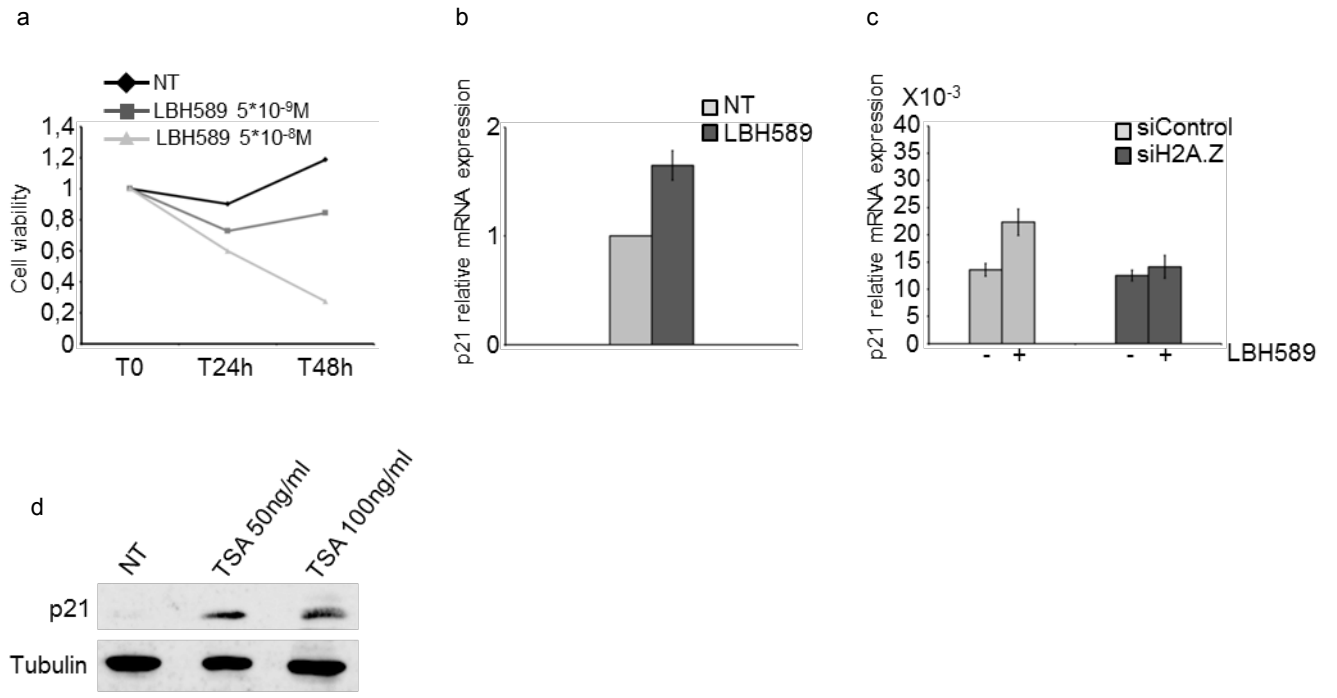 a
NT
LBH589 5*10-9M
LBH589 5*10-8M
Cell viability
1,4
1,2
1
0,8
0,6
0,4
0,2
0
T0 T24h T48h
b
p21 relative mRNA expression
NT
LBH589
2
1
0
c
p21 relative mRNA expression
X10-3
siControl
siH2A.Z
40
35
30
25
20
15
10
5
0
- + - + LBH589
d
NT TSA 50ng/ml TSA 100ng/ml
p21
Tubulin